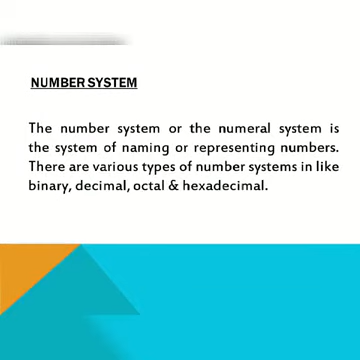 NUMBER SYSTEM
The number system or the numeral system is
the system of naming or representing numbers.
There are various types of number systems in like
binary, decimal, octal & hexadecimal.